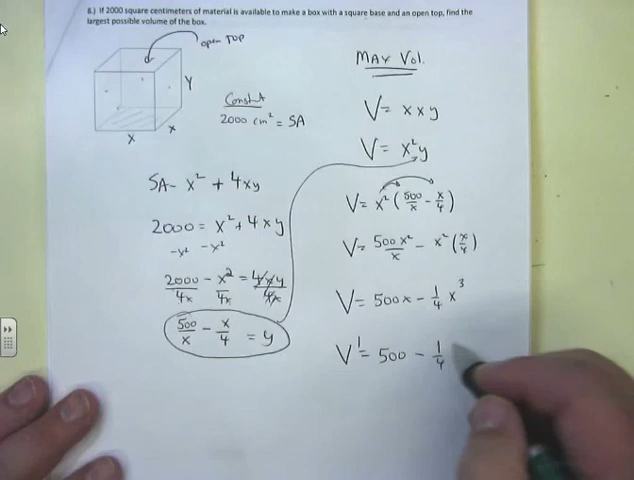 8.) If 2000 square centimeters of material is available to make a box with a square base and an open top, find the
largest possible volume of the box.
open TOP
Y
X
X
Const
2000 cm² = SA
SA- x² + 4xy
2000 = x² + 4xy
-x² -x²
2000/4x - x²/4x = 4xy/4x
500/x - x/4 = y
MAX Vol.
V = x x y
V = x²y
V = x² (500/x - x/4)
V = 500x²/x - x² (x/4)
V = 500x - 1/4 x³
V' = 500 - 1/4